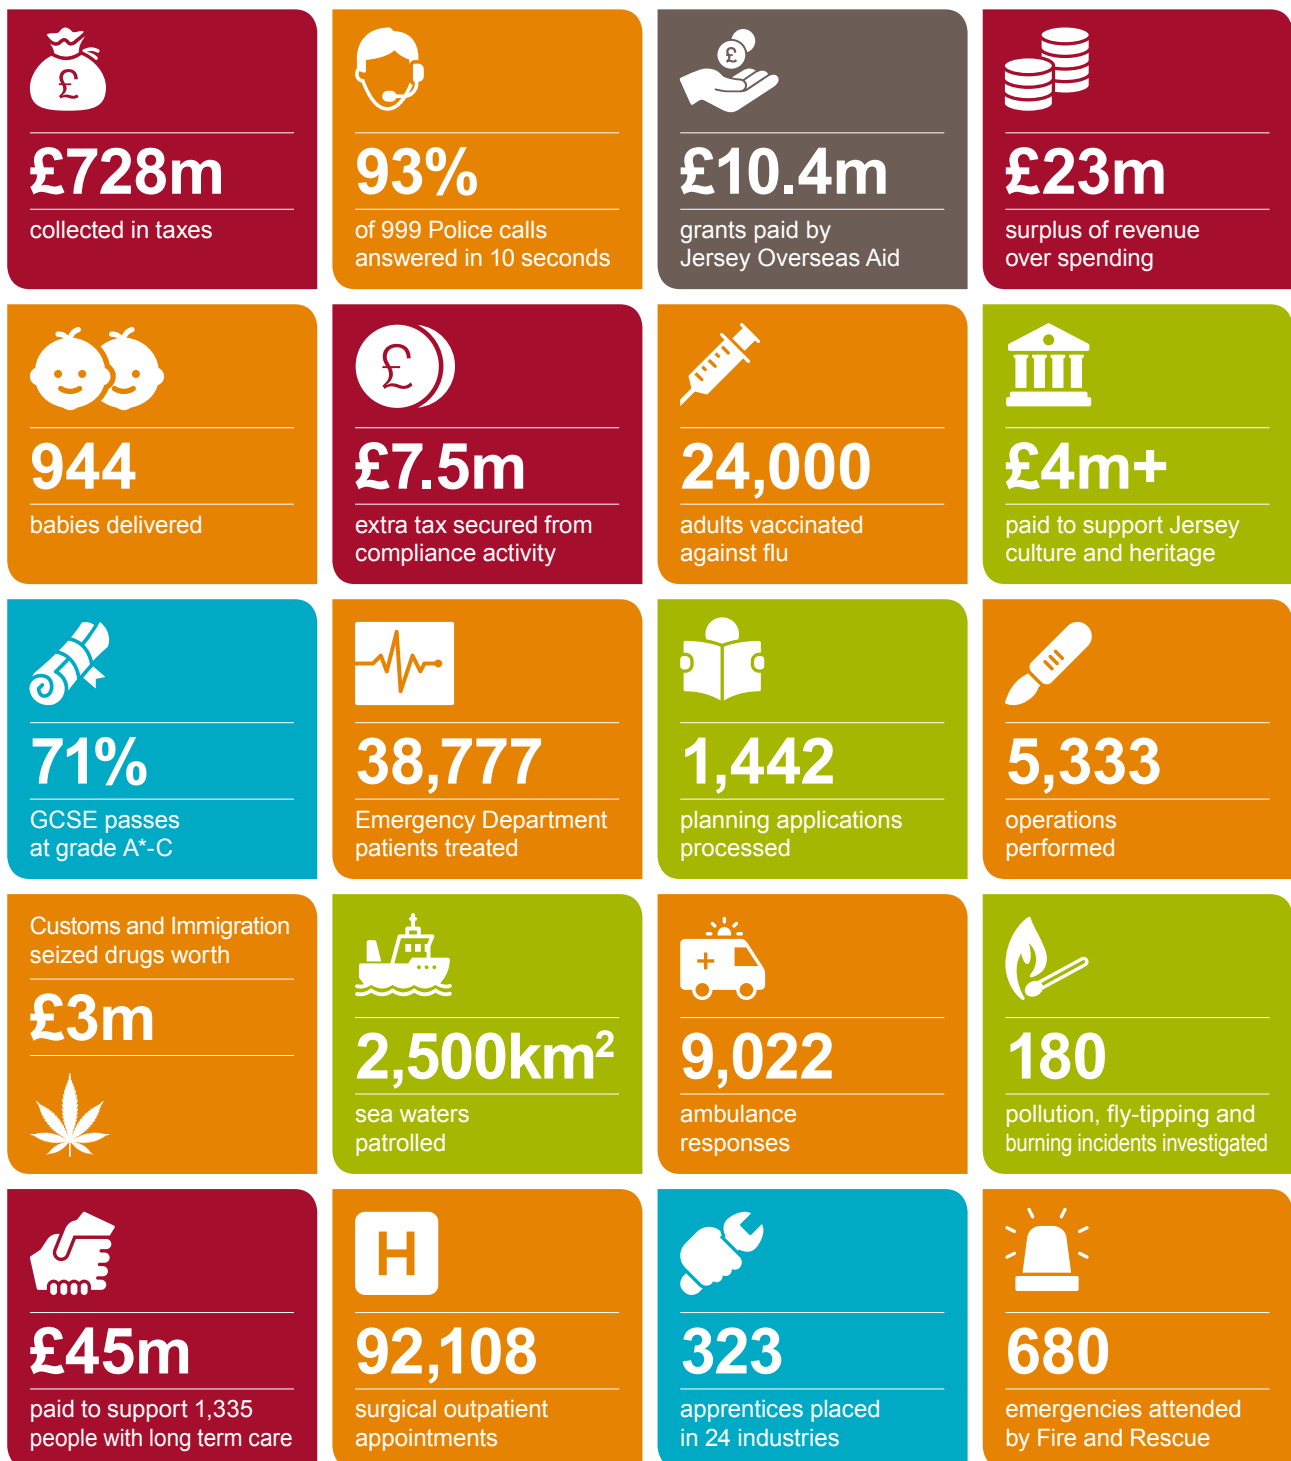 £
£728m
collected in taxes
93%
of 999 Police calls
answered in 10 seconds
£
£10.4m
grants paid by
Jersey Overseas Aid
£23m
surplus of revenue
over spending
944
babies delivered
£
£7.5m
extra tax secured from
compliance activity
24,000
adults vaccinated
against flu
£4m+
paid to support Jersey
culture and heritage
71%
GCSE passes
at grade A*-C
38,777
Emergency Department
patients treated
1,442
planning applications
processed
5,333
operations
performed
Customs and Immigration
seized drugs worth
£3m
2,500km²
sea waters
patrolled
9,022
ambulance
responses
180
pollution, fly-tipping and
burning incidents investigated
£45m
paid to support 1,335
people with long term care
H
92,108
surgical outpatient
appointments
323
apprentices placed
in 24 industries
680
emergencies attended
by Fire and Rescue